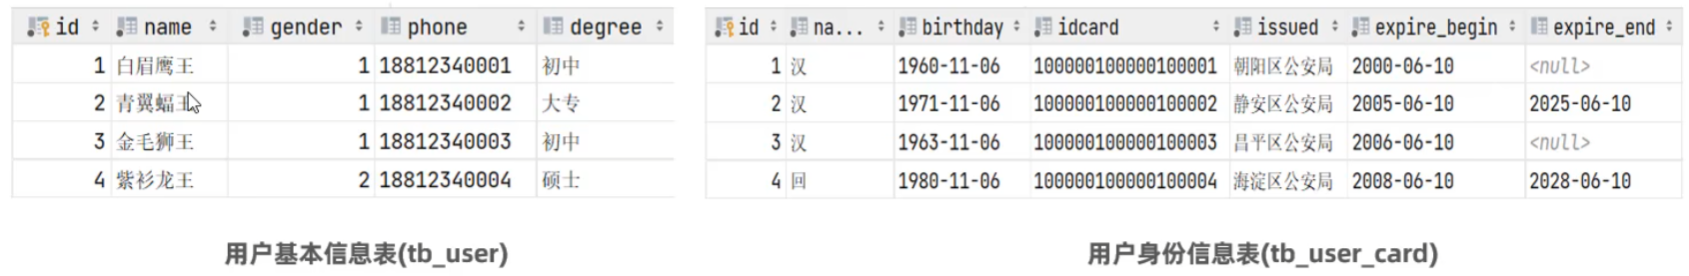 id name gender phone degree
1 白眉鹰王 1 18812340001 初中
2 青翼蝠王 1 18812340002 大专
3 金毛狮王 1 18812340003 初中
4 紫衫龙王 2 18812340004 硕士
用户基本信息表(tb_user)
id na... birthday idcard issued expire_begin expire_end
1 汉 1960-11-06 100000100000100001 朝阳区公安局 2000-06-10 <null>
2 汉 1971-11-06 100000100000100002 静安区公安局 2005-06-10 2025-06-10
3 汉 1963-11-06 100000100000100003 昌平区公安局 2006-06-10 <null>
4 回 1980-11-06 100000100000100004 海淀区公安局 2008-06-10 2028-06-10
用户身份信息表(tb_user_card)